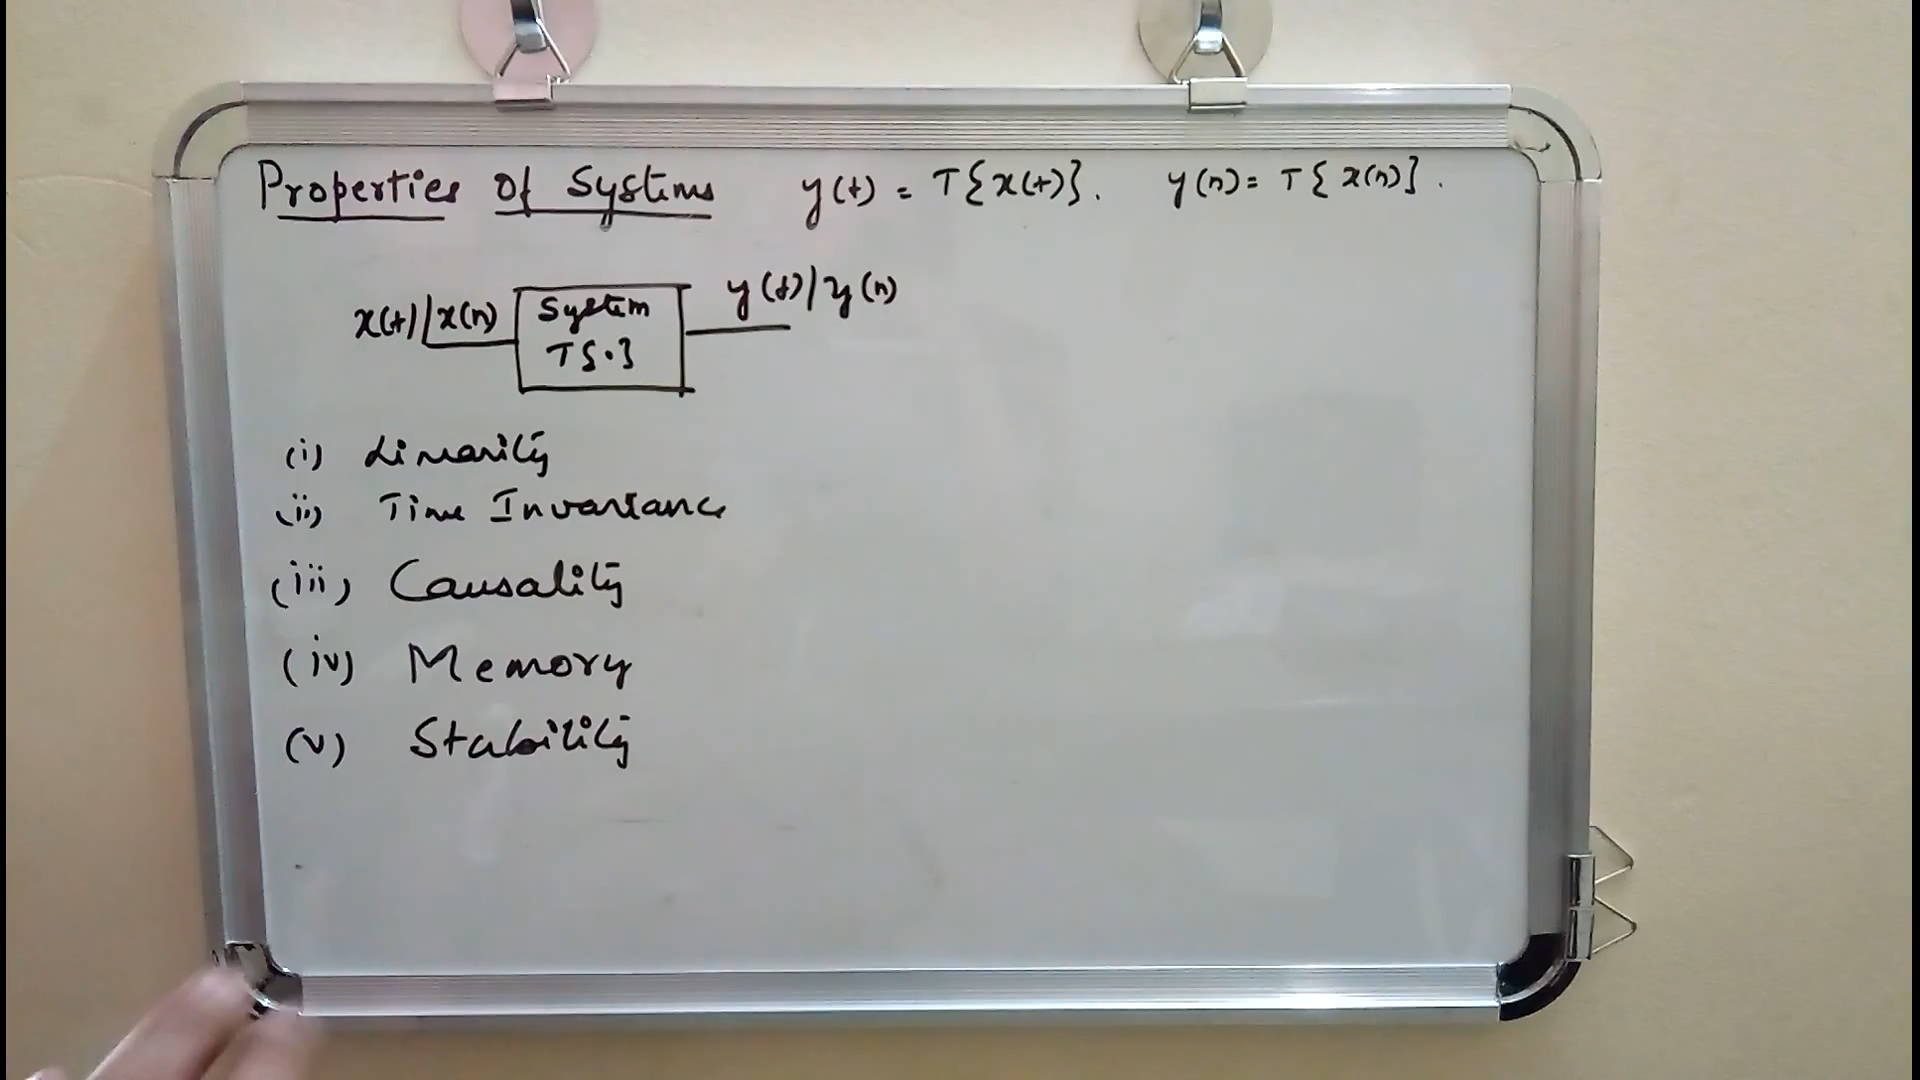 Properties Of Systems y(t) = T{x(t)}. y(n) = T{x(n)}.
x(t)/x(n) System y(t)/y(n)
T{.}
(i) Linearity
(ii) Time Invariance
(iii) Causality
(iv) Memory
(v) Stability